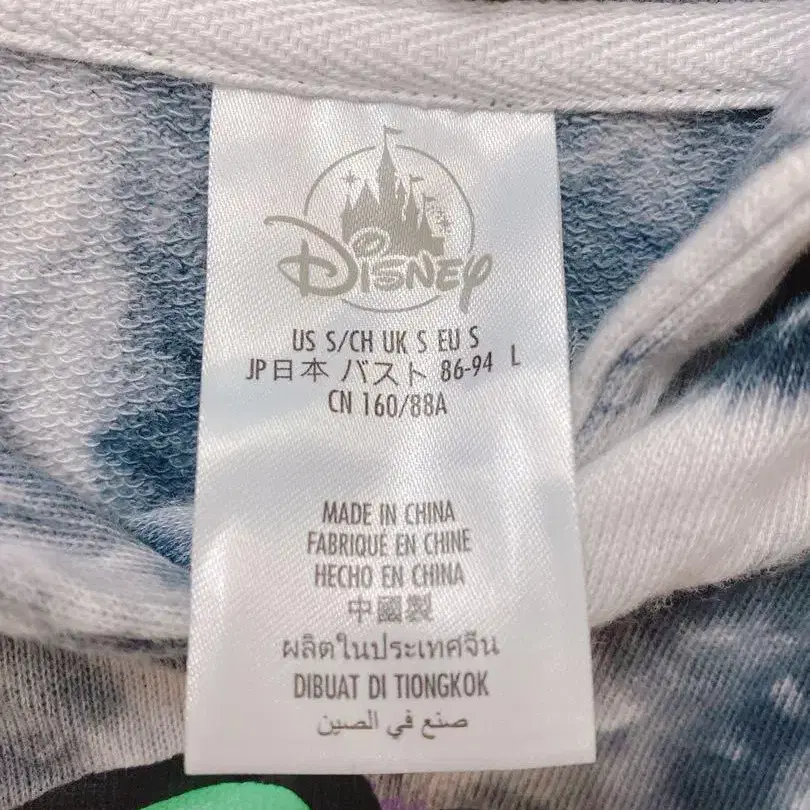 Disney
US S/CH UK S EU S
JP日本 バスト 86-94 L
CN 160/88A
MADE IN CHINA
FABRIQUE EN CHINE
HECHO EN CHINA
中國製
ผลิตในประเทศจีน
DIBUAT DI TIONGKOK
صنع في الصين